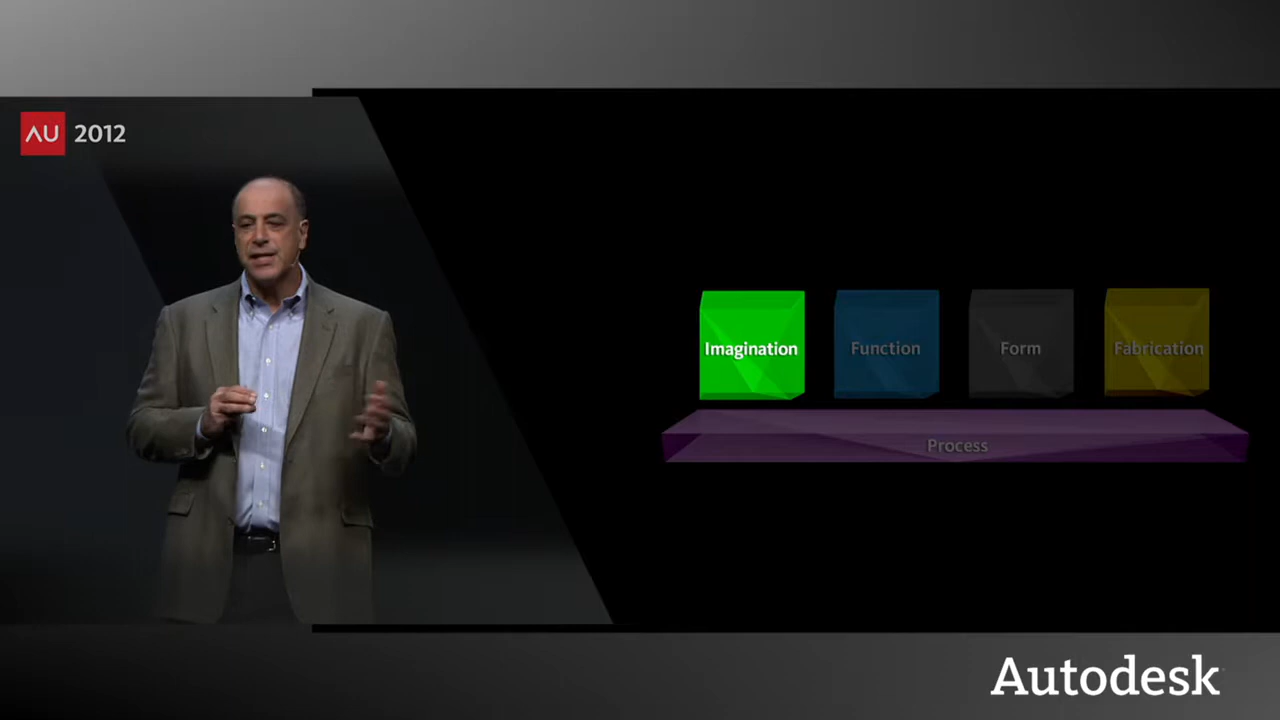 AU 2012
Imagination
Function
Form
Fabrication
Process
Autodesk